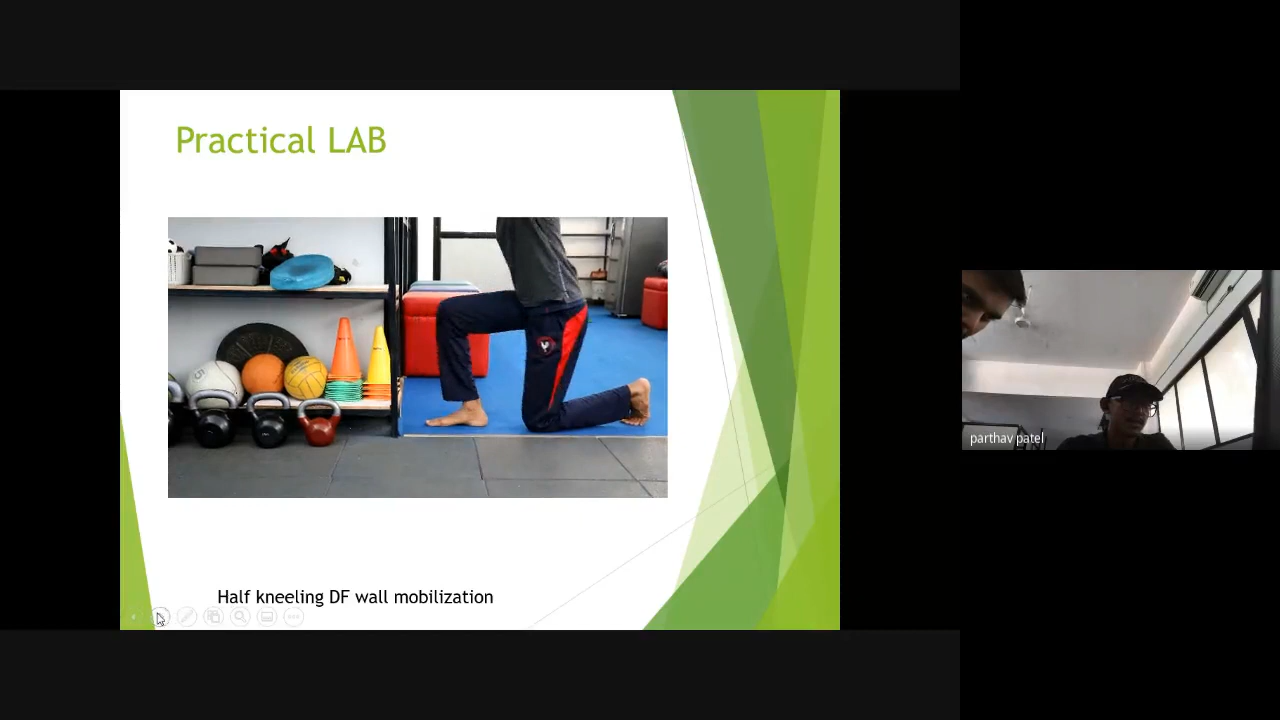 Practical LAB
Half kneeling DF wall mobilization
parthav patel